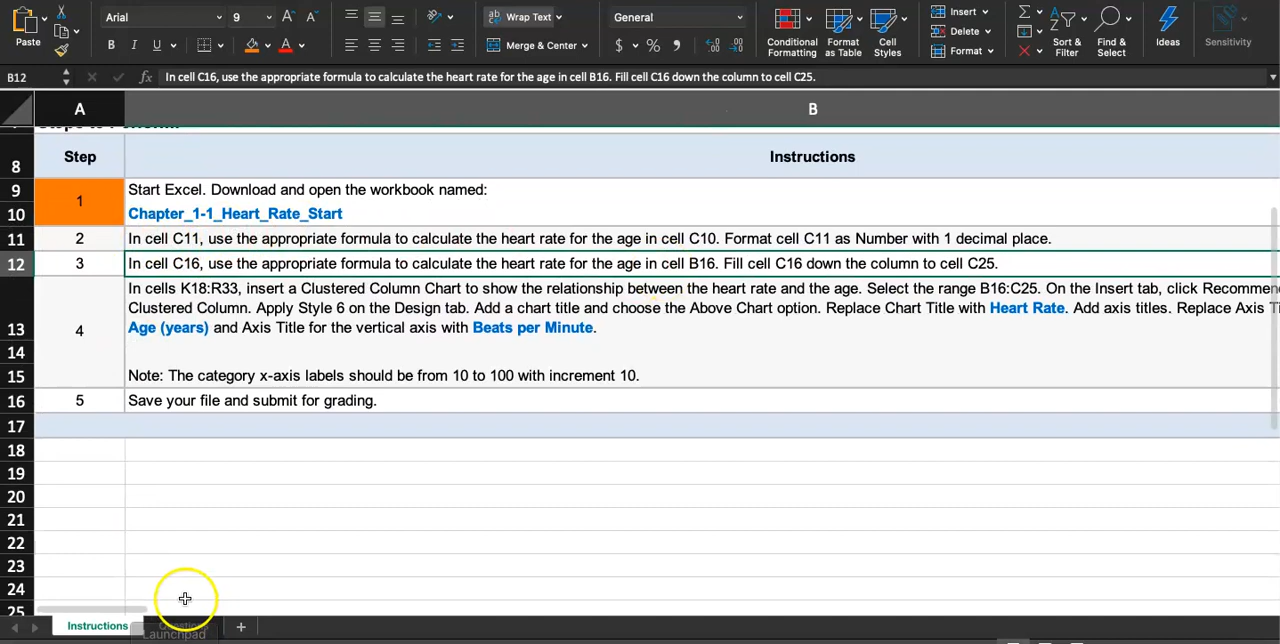 Arial 9 Wrap Text General
Paste B I U Merge & Center $ % Conditional Formatting Format as Table Cell Styles Insert Delete Format Sort & Filter Find & Select Ideas Sensitivity
B12 fx In cell C16, use the appropriate formula to calculate the heart rate for the age in cell B16. Fill cell C16 down the column to cell C25.
A B
8 Step Instructions
9 Start Excel. Download and open the workbook named:
1
10 Chapter_1-1_Heart_Rate_Start
11 2 In cell C11, use the appropriate formula to calculate the heart rate for the age in cell C10. Format cell C11 as Number with 1 decimal place.
12 3 In cell C16, use the appropriate formula to calculate the heart rate for the age in cell B16. Fill cell C16 down the column to cell C25.
In cells K18:R33, insert a Clustered Column Chart to show the relationship between the heart rate and the age. Select the range B16:C25. On the Insert tab, click Recommen
Clustered Column. Apply Style 6 on the Design tab. Add a chart title and choose the Above Chart option. Replace Chart Title with Heart Rate. Add axis titles. Replace Axis Ti
13 4 Age (years) and Axis Title for the vertical axis with Beats per Minute.
14
15 Note: The category x-axis labels should be from 10 to 100 with increment 10.
16 5 Save your file and submit for grading.
17
18
19
20
21
22
23
24
25
Instructions +
Launchpad